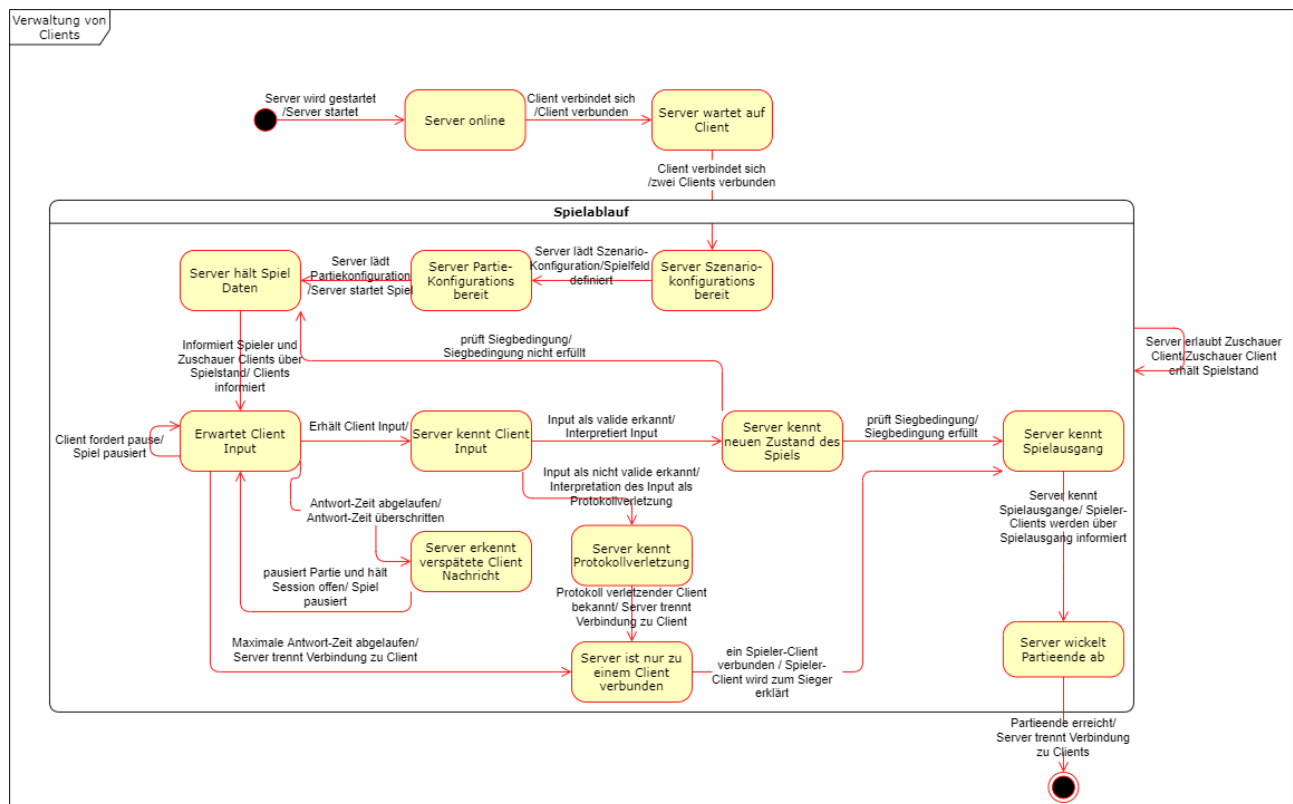 Verwaltung von
Clients
Server wird gestartet
/Server startet
Server online
Client verbindet sich
/Client verbunden
Server wartet auf
Client
Client verbindet sich
/zwei Clients verbunden
Spielablauf
Server hält Spiel
Daten
Server lädt
Partiekonfiguration
/Server startet Spiel
Server Partie-
Konfigurations
bereit
Server lädt Szenario-
Konfiguration/Spielfeld
definiert
Server Szenario-
konfigurations
bereit
Server erlaubt Zuschauer
Client/Zuschauer Client
erhält Spielstand
Informiert Spieler und
Zuschauer Clients über
Spielstand/ Clients
informiert
prüft Siegbedingung/
Siegbedingung nicht erfüllt
Client fordert pause/
Spiel pausiert
Erwartet Client
Input
Erhält Client Input/
Server kennt Client
Input
Input als valide erkannt/
Interpretiert Input
Server kennt
neuen Zustand des
Spiels
prüft Siegbedingung/
Siegbedingung erfüllt
Server kennt
Spielausgang
Input als nicht valide erkannt/
Interpretation des Input als
Protokollverletzung
Antwort-Zeit abgelaufen/
Antwort-Zeit überschritten
Server kennt
Spielausgange/ Spieler-
Clients werden über
Spielausgang informiert
Server erkennt
verspätete Client
Nachricht
Server kennt
Protokollverletzung
pausiert Partie und hält
Session offen/ Spiel
pausiert
Protokoll verletzender Client
bekannt/ Server trennt
Verbindung zu Client
Maximale Antwort-Zeit abgelaufen/
Server trennt Verbindung zu Client
Server ist nur zu
einem Client
verbunden
ein Spieler-Client
verbunden / Spieler-
Client wird zum Sieger
erklärt
Server wickelt
Partieende ab
Partieende erreicht/
Server trennt Verbindung
zu Clients